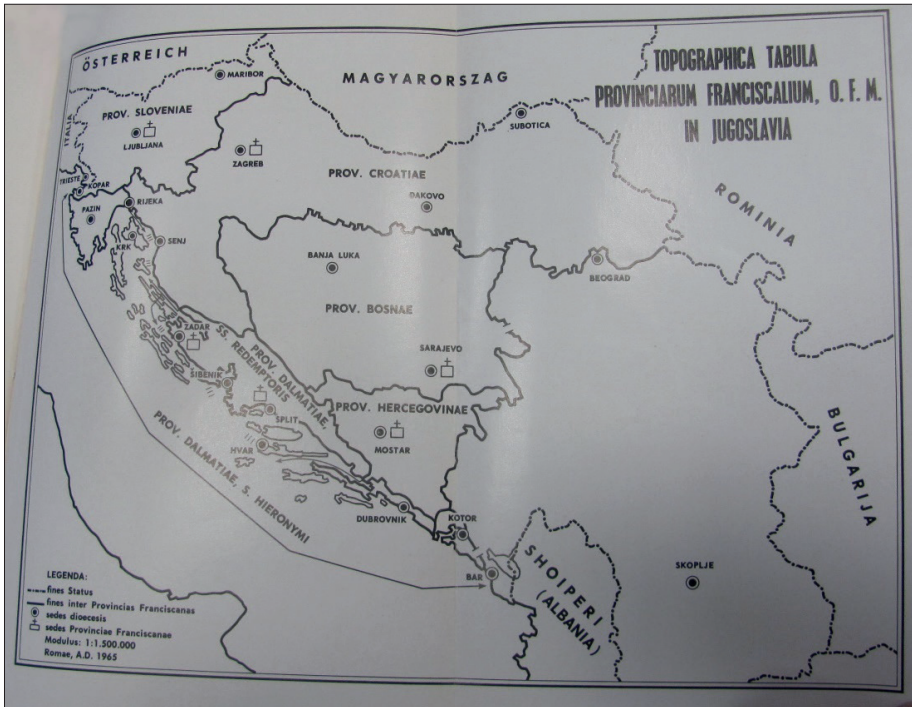 TOPOGRAPHICA TABULA
PROVINCIARUM FRANCISCALIUM, O. F. M.
IN JUGOSLAVIA
ÖSTERREICH
MARIBOR
MAGYARORSZAG
PROV. SLOVENIAE
LJUBLJANA
ITALIA
ZAGREB
SUBOTICA
TRIESTE
KOPAR
PROV. CROATIAE
ĐAKOVO
ROMINIA
PAZIN
RIJEKA
KRK
SENJ
BANJA LUKA
BEOGRAD
PROV. BOSNAE
ZADAR
PROV. DALMATIAE,
SS. REDEMPTORIS
SARAJEVO
ŠIBENIK
SPLIT
PROV. HERCEGOVINAE
MOSTAR
HVAR
BULGARIJA
PROV. DALMATIAE, S. HIERONYMI
DUBROVNIK
KOTOR
BAR
SHQIPERI
(ALBANIA)
SKOPLJE
LEGENDA:
fines Status
fines inter Provincias Franciscanas
sedes dioecesis
sedes Provinciae Franciscanae
Modulus: 1:1.500.000
Romae, A.D. 1965